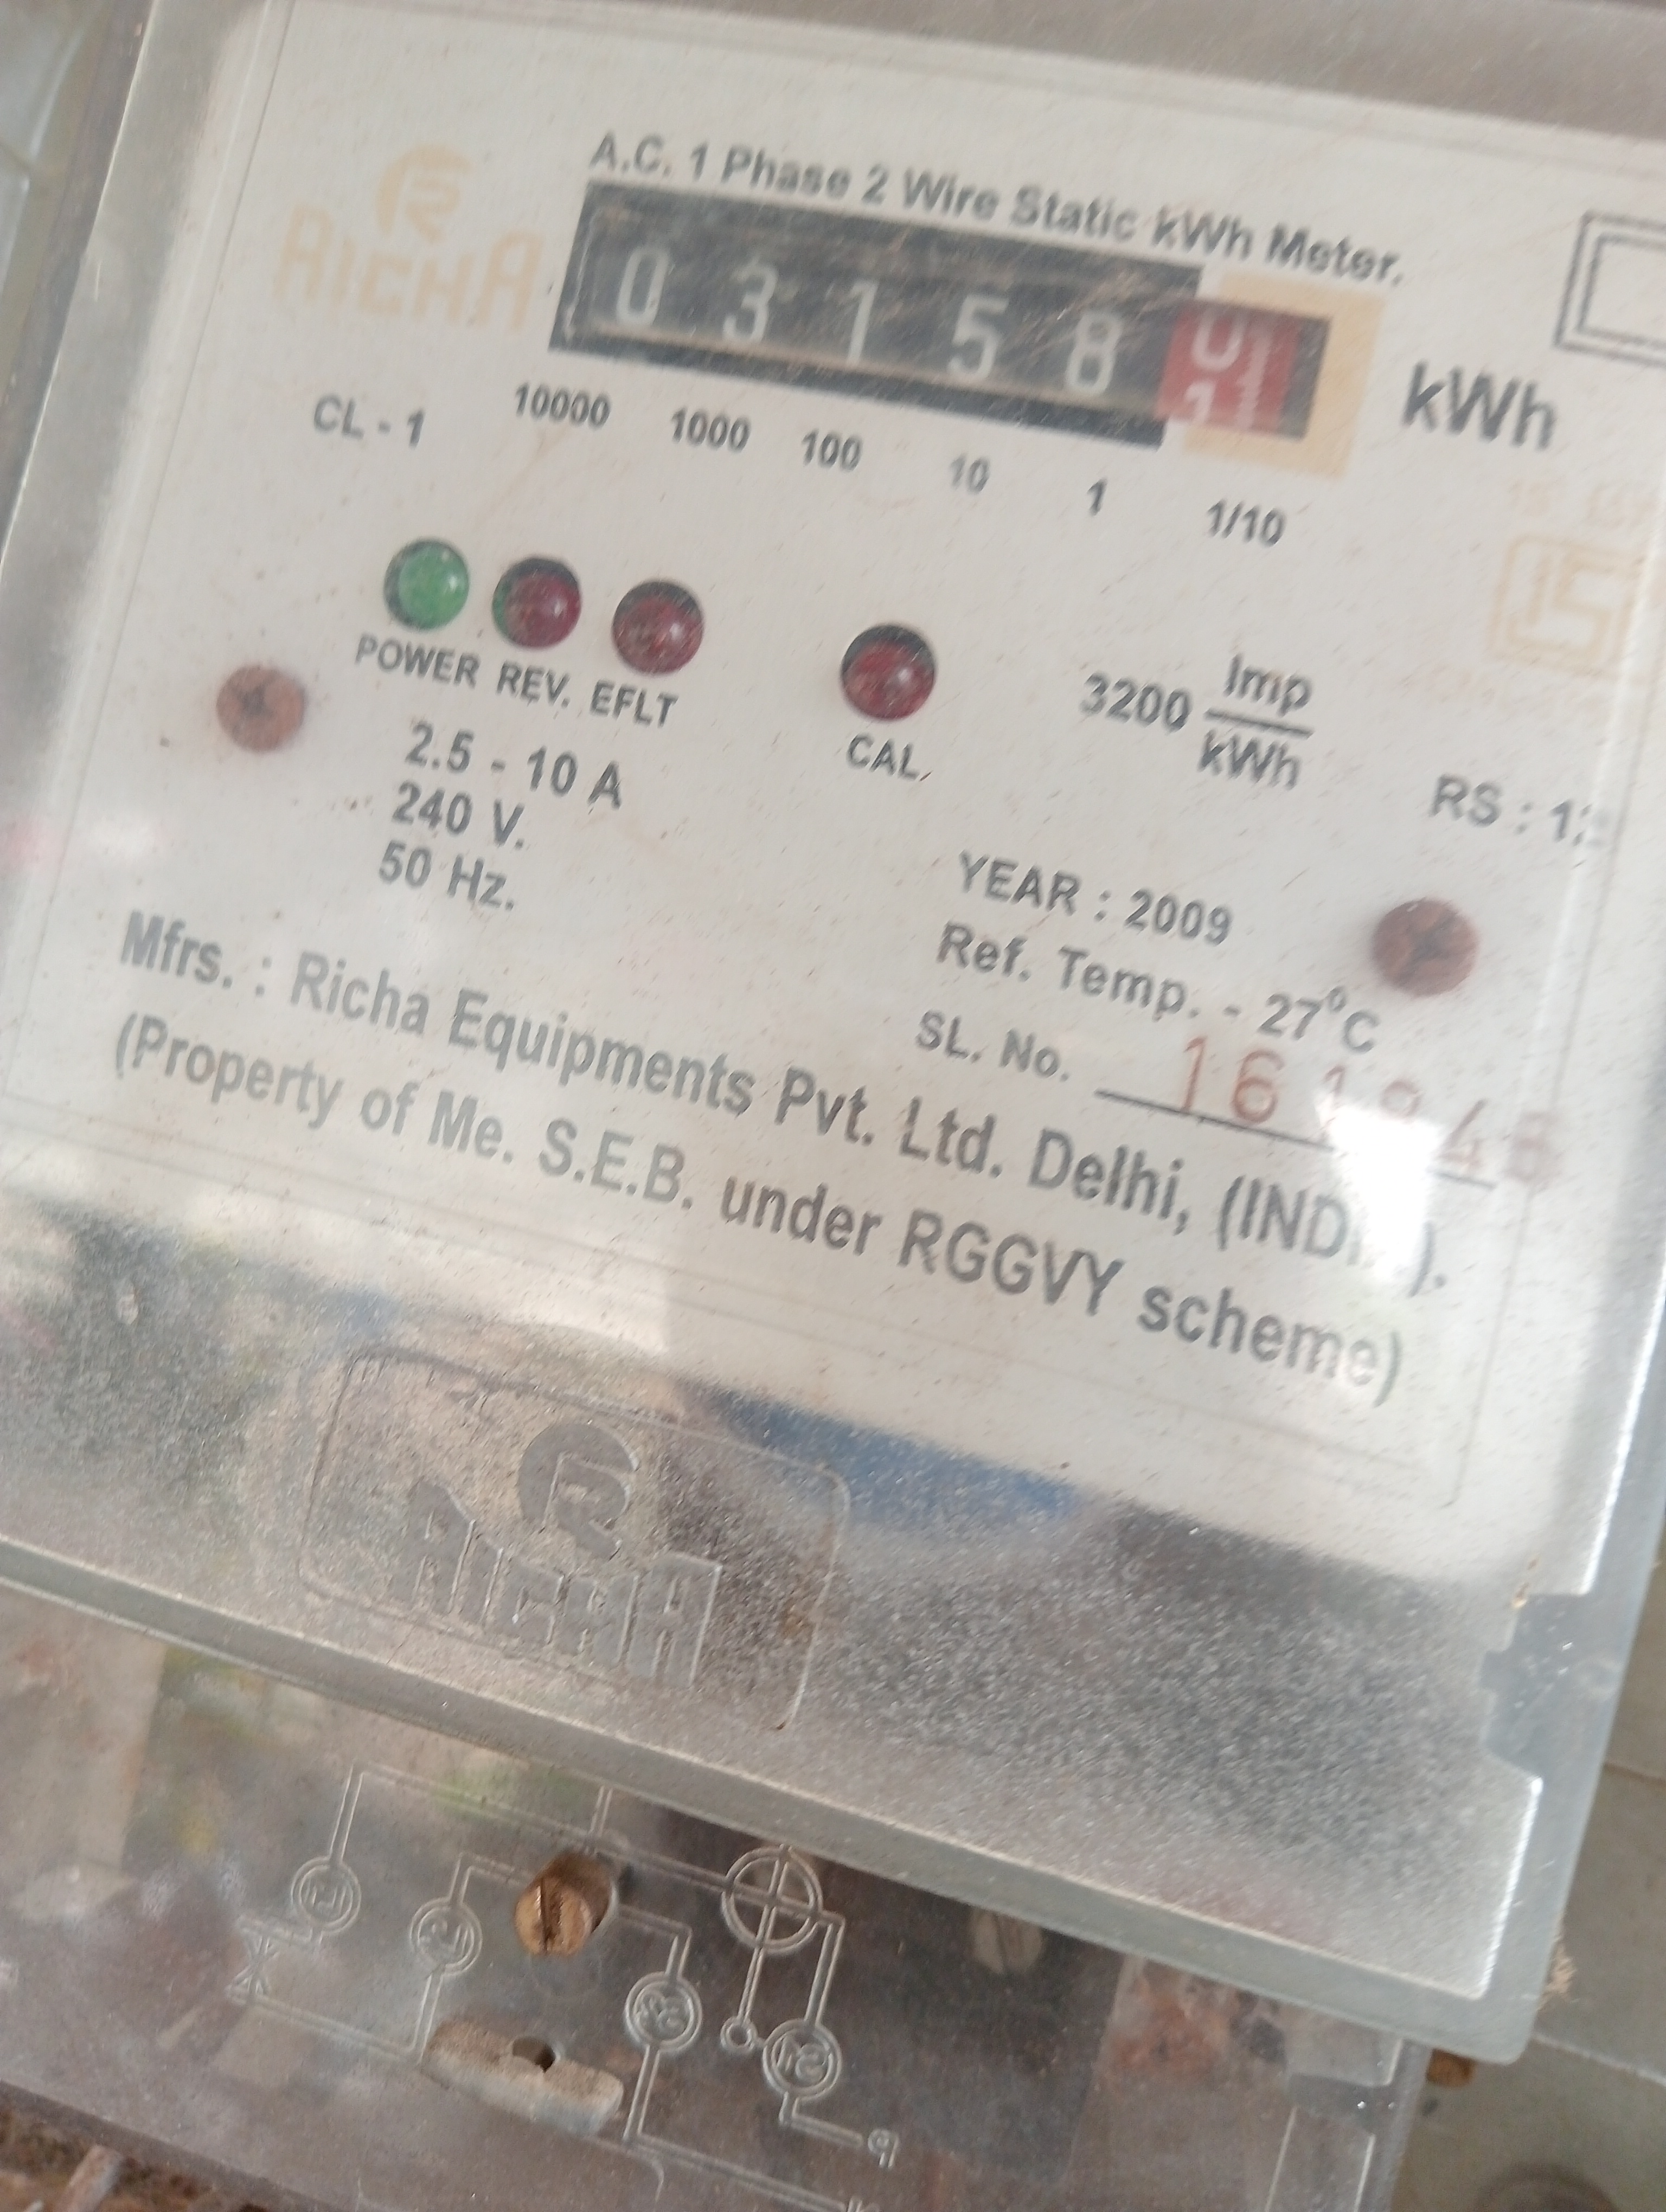 A.C. 1 Phase 2 Wire Static kWh Meter.
RICHA
0 3 1 5 8
kWh
CL - 1
10000 1000 100 10 1 1/10
POWER REV. EFLT
CAL.
3200 Imp
kWh
2.5 - 10 A
240 V.
50 Hz.
YEAR : 2009
Ref. Temp. - 27°C
SL. No.
Mfrs. : Richa Equipments Pvt. Ltd. Delhi,
(Property of Me. S.E.B. under RGGVY scheme)
RICHA